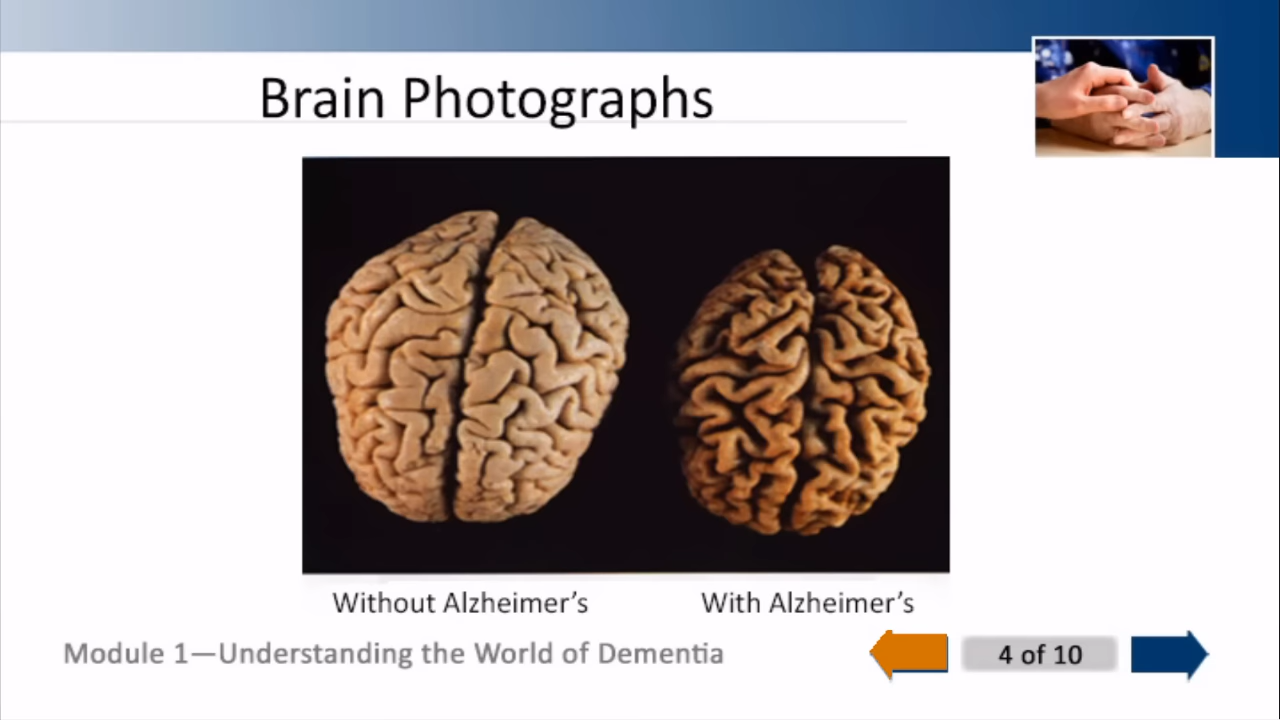 Brain Photographs
Without Alzheimer’s
With Alzheimer’s
Module 1—Understanding the World of Dementia
4 of 10